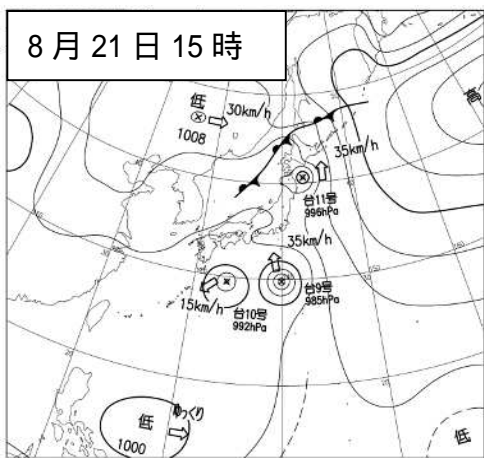 8月21日15時
低
30km/h
1008
高
35km/h
台11号
996hPa
35km/h
台9号
985hPa
15km/h
台10号
992hPa
低
ゆっくり
1000
低